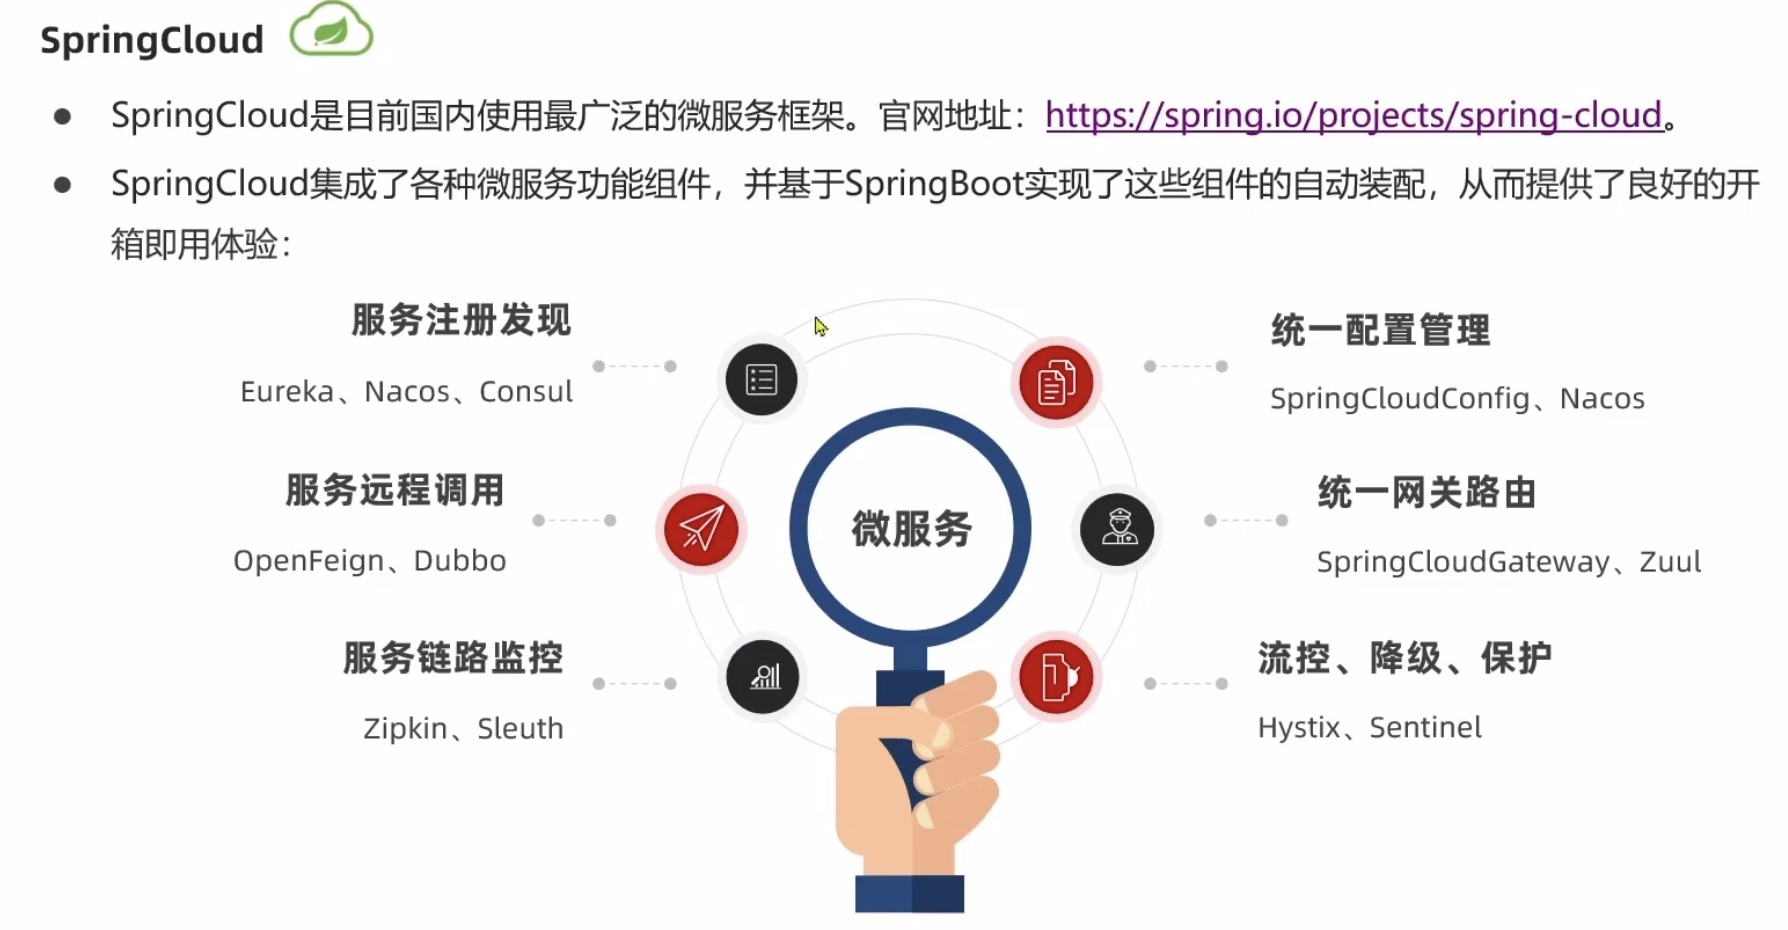 SpringCloud
SpringCloud是目前国内使用最广泛的微服务框架。官网地址：https://spring.io/projects/spring-cloud。
SpringCloud集成了各种微服务功能组件，并基于SpringBoot实现了这些组件的自动装配，从而提供了良好的开
箱即用体验：
服务注册发现
Eureka、Nacos、Consul
统一配置管理
SpringCloudConfig、Nacos
服务远程调用
OpenFeign、Dubbo
微服务
统一网关路由
SpringCloudGateway、Zuul
服务链路监控
Zipkin、Sleuth
流控、降级、保护
Hystix、Sentinel